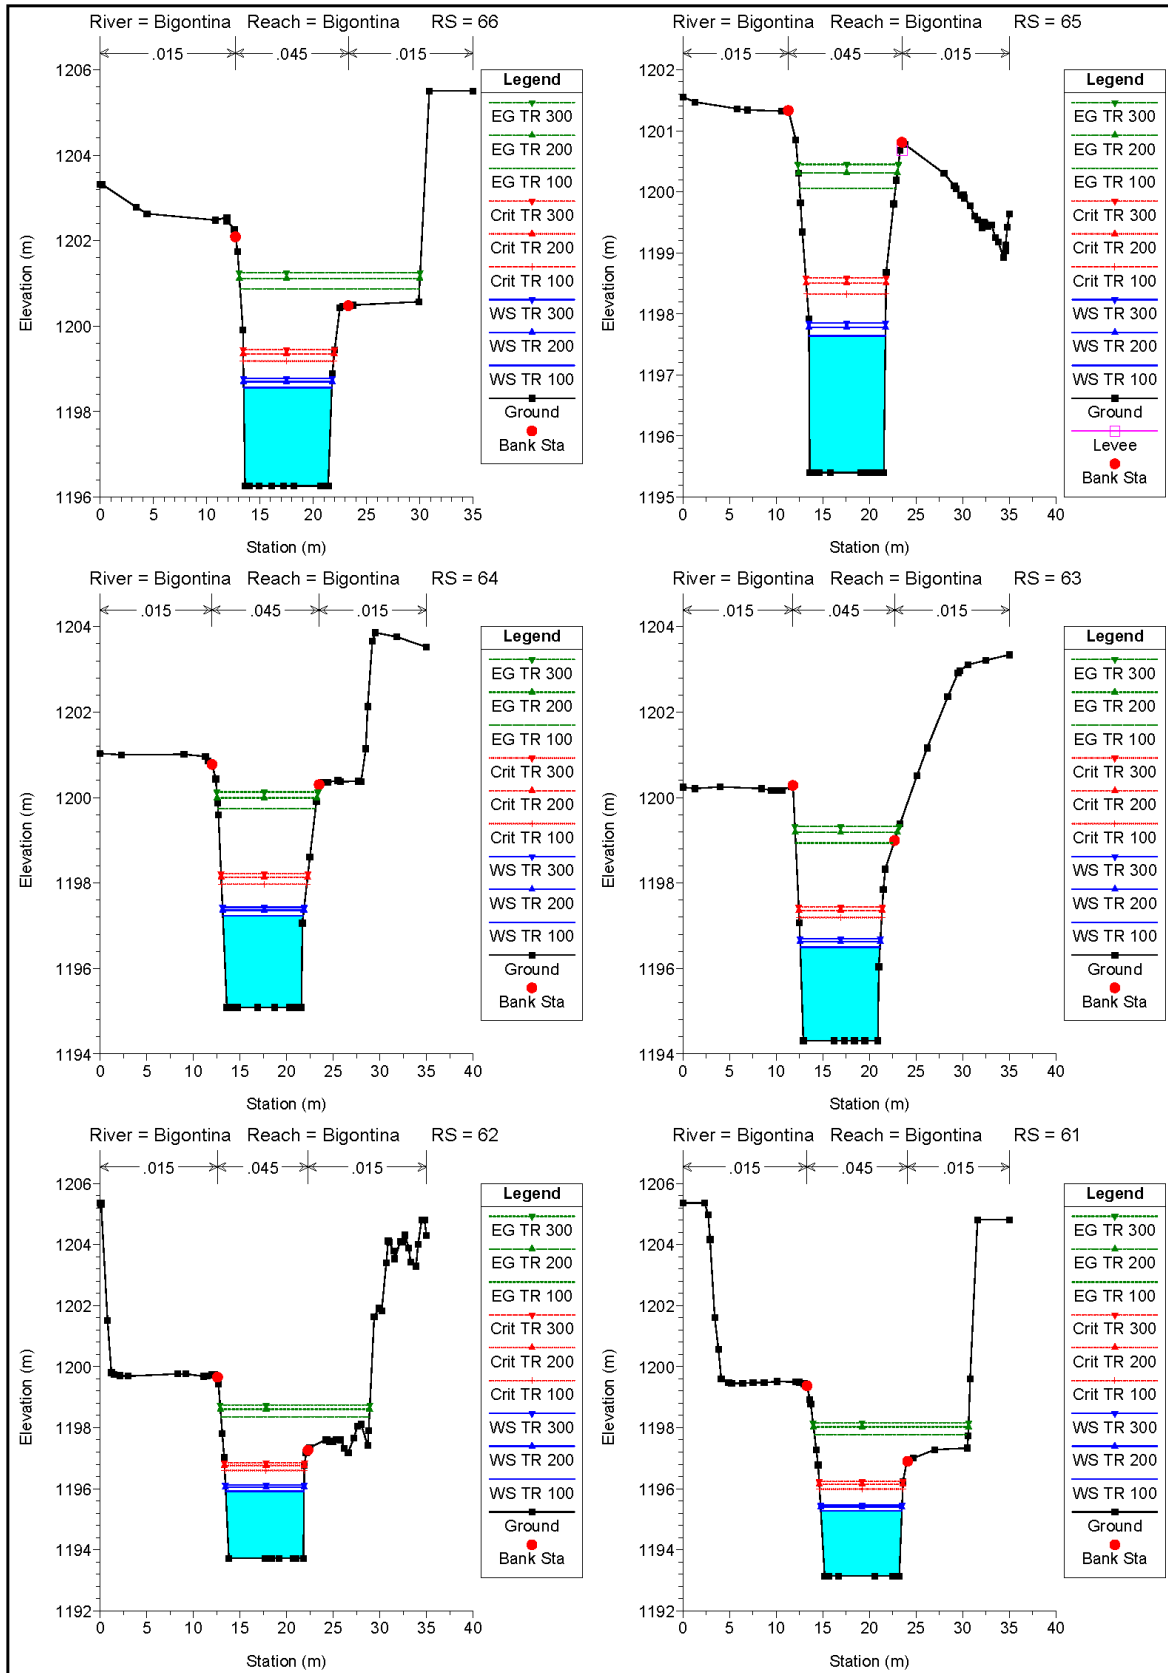 River = Bigontina Reach = Bigontina RS = 66
.015 .045 .015
1206
1204
1202
1200
1198
1196
Elevation (m)
0 5 10 15 20 25 30 35
Station (m)
Legend
EG TR 300
EG TR 200
EG TR 100
Crit TR 300
Crit TR 200
Crit TR 100
WS TR 300
WS TR 200
WS TR 100
Ground
Bank Sta
River = Bigontina Reach = Bigontina RS = 65
.015 .045 .015
1202
1201
1200
1199
1198
1197
1196
1195
Elevation (m)
0 5 10 15 20 25 30 35 40
Station (m)
Legend
EG TR 300
EG TR 200
EG TR 100
Crit TR 300
Crit TR 200
Crit TR 100
WS TR 300
WS TR 200
WS TR 100
Ground
Levee
Bank Sta
River = Bigontina Reach = Bigontina RS = 64
.015 .045 .015
1204
1202
1200
1198
1196
1194
Elevation (m)
0 5 10 15 20 25 30 35 40
Station (m)
Legend
EG TR 300
EG TR 200
EG TR 100
Crit TR 300
Crit TR 200
Crit TR 100
WS TR 300
WS TR 200
WS TR 100
Ground
Bank Sta
River = Bigontina Reach = Bigontina RS = 63
.015 .045 .015
1204
1202
1200
1198
1196
1194
Elevation (m)
0 5 10 15 20 25 30 35 40
Station (m)
Legend
EG TR 300
EG TR 200
EG TR 100
Crit TR 300
Crit TR 200
Crit TR 100
WS TR 300
WS TR 200
WS TR 100
Ground
Bank Sta
River = Bigontina Reach = Bigontina RS = 62
.015 .045 .015
1206
1204
1202
1200
1198
1196
1194
1192
Elevation (m)
0 5 10 15 20 25 30 35 40
Station (m)
Legend
EG TR 300
EG TR 200
EG TR 100
Crit TR 300
Crit TR 200
Crit TR 100
WS TR 300
WS TR 200
WS TR 100
Ground
Bank Sta
River = Bigontina Reach = Bigontina RS = 61
.015 .045 .015
1206
1204
1202
1200
1198
1196
1194
1192
Elevation (m)
0 5 10 15 20 25 30 35 40
Station (m)
Legend
EG TR 300
EG TR 200
EG TR 100
Crit TR 300
Crit TR 200
Crit TR 100
WS TR 300
WS TR 200
WS TR 100
Ground
Bank Sta